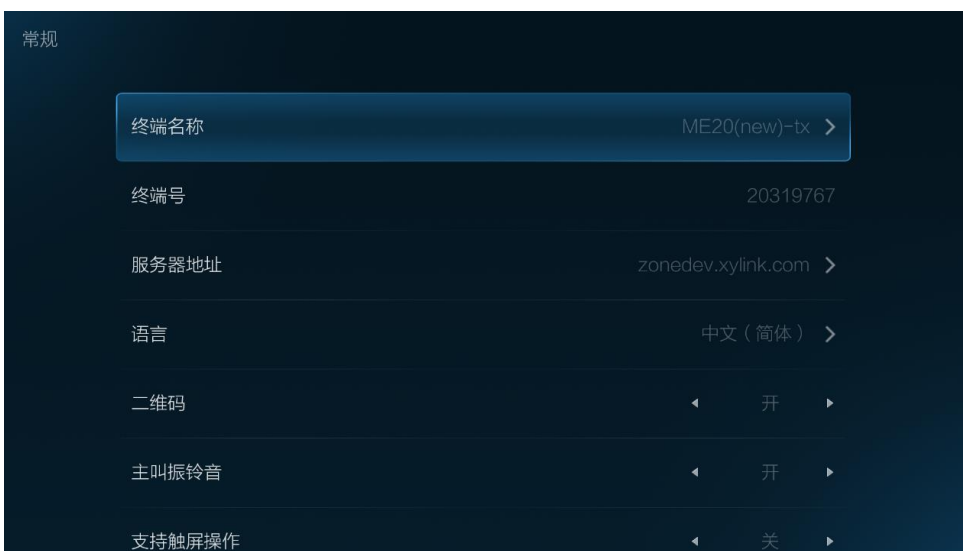 常规
终端名称 ME20(new)-tx
终端号 20319767
服务器地址 zonedev.xylink.com
语言 中文（简体）
二维码 开
主叫振铃音 开
支持触屏操作 关